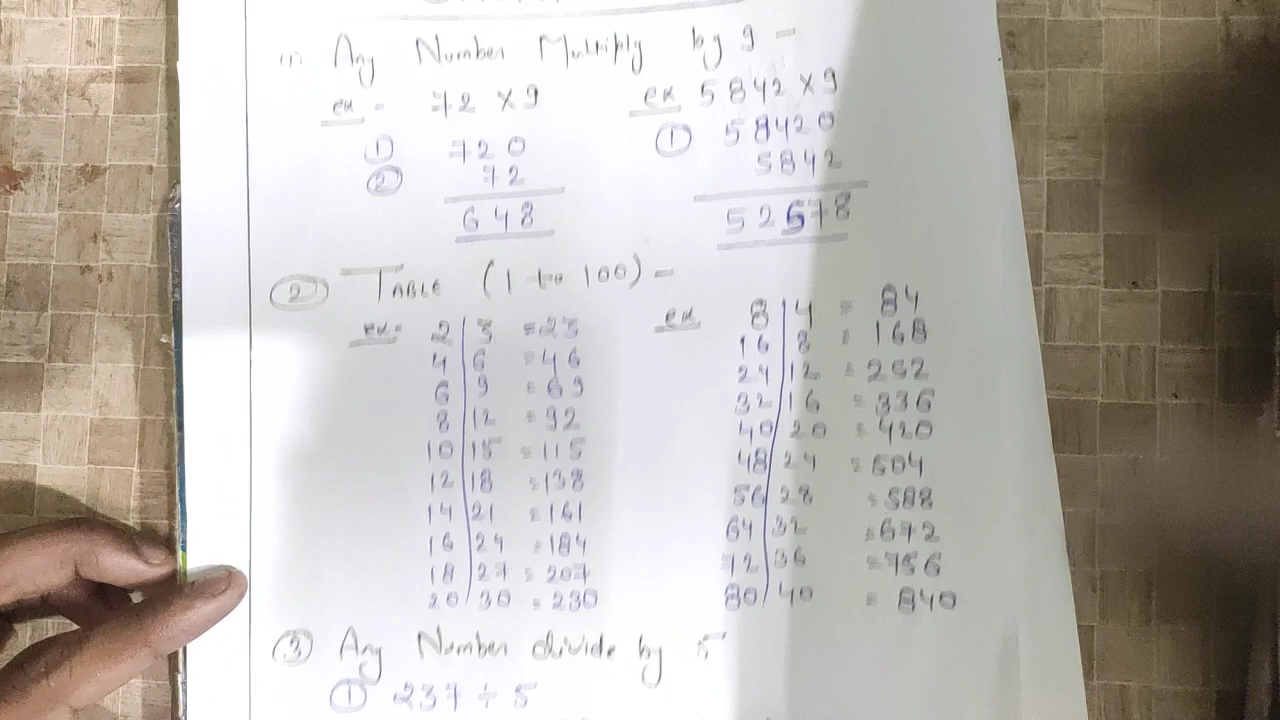 (1) Any Number Multiply by 9 -
ex - 72 x 9
① 720
② 72
648
ex 5842 x 9
① 58420
5842
52578
② TABLE (1 to 100) -
ex= 2 | 3 = 23
4 | 6 = 46
6 | 9 = 69
8 | 12 = 92
10 | 15 = 115
12 | 18 = 138
14 | 21 = 161
16 | 24 = 184
18 | 27 = 207
20 | 30 = 230
ex 8 | 4 = 84
16 | 8 = 168
24 | 12 = 252
32 | 16 = 336
40 | 20 = 420
48 | 24 = 504
56 | 28 = 588
64 | 32 = 672
72 | 36 = 756
80 | 40 = 840
③ Any Number divide by 5
① 237 ÷ 5